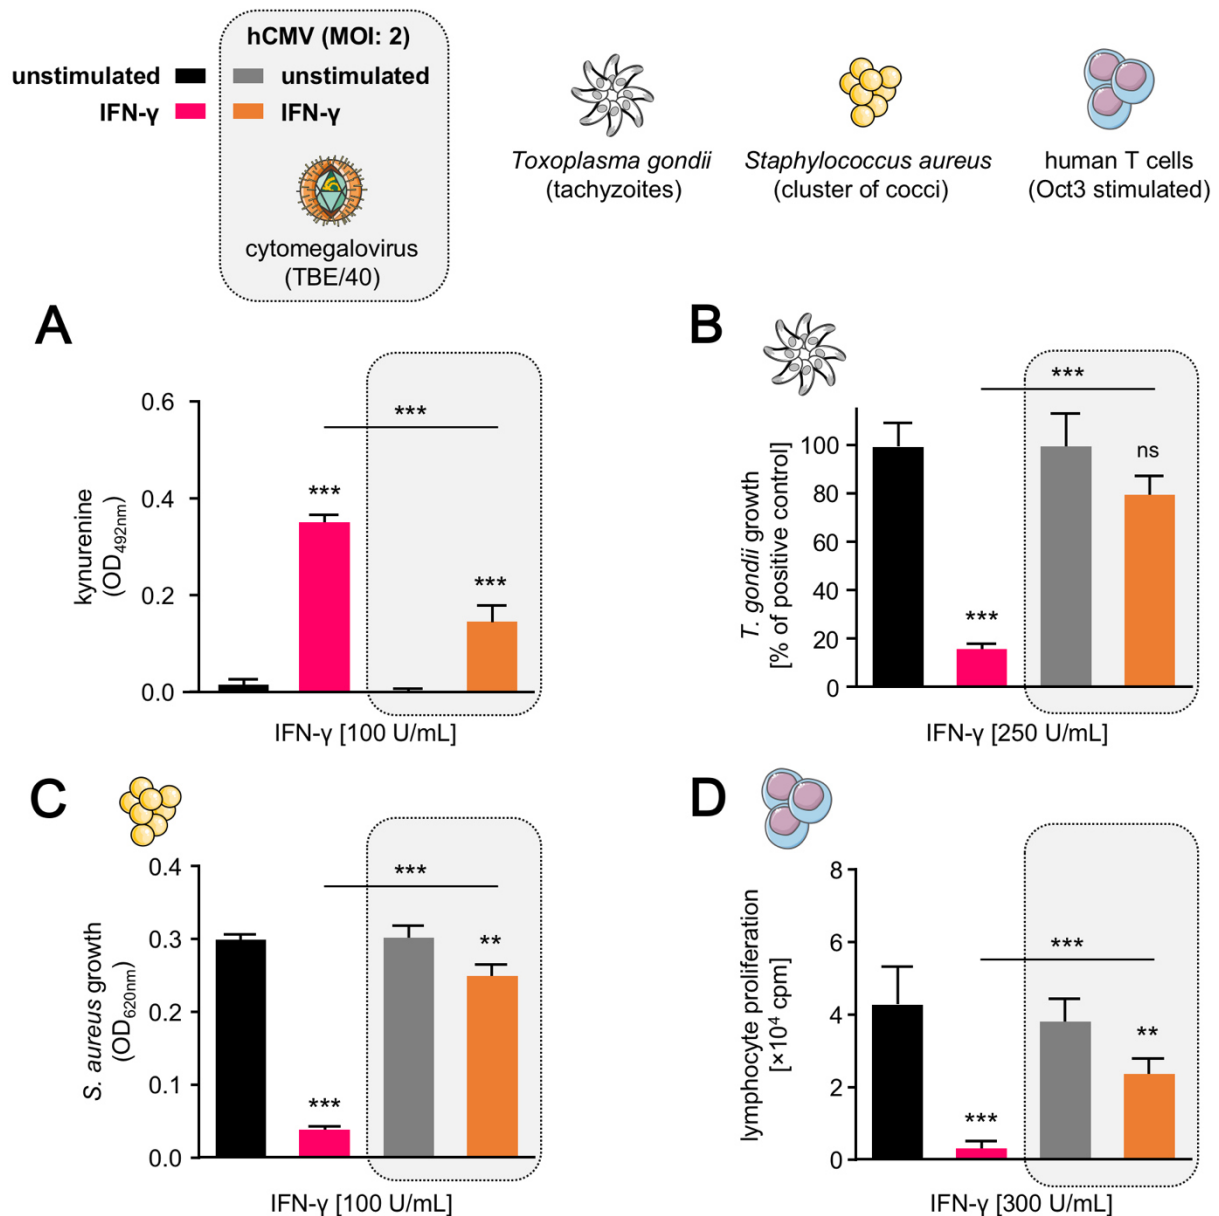 hCMV (MOI: 2)
unstimulated
unstimulated
IFN-γ
IFN-γ
cytomegalovirus
(TBE/40)
Toxoplasma gondii
(tachyzoites)
Staphylococcus aureus
(cluster of cocci)
human T cells
(Oct3 stimulated)
A
kynurenine
(OD492nm)
0.6
0.4
0.2
0.0
***
***
***
IFN-γ [100 U/mL]
B
T. gondii growth
[% of positive control]
100
80
60
40
20
0
***
***
ns
IFN-γ [250 U/mL]
C
S. aureus growth
(OD620nm)
0.4
0.3
0.2
0.1
0.0
***
***
**
IFN-γ [100 U/mL]
D
lymphocyte proliferation
[×10⁴ cpm]
8
6
4
2
0
***
***
**
IFN-γ [300 U/mL]